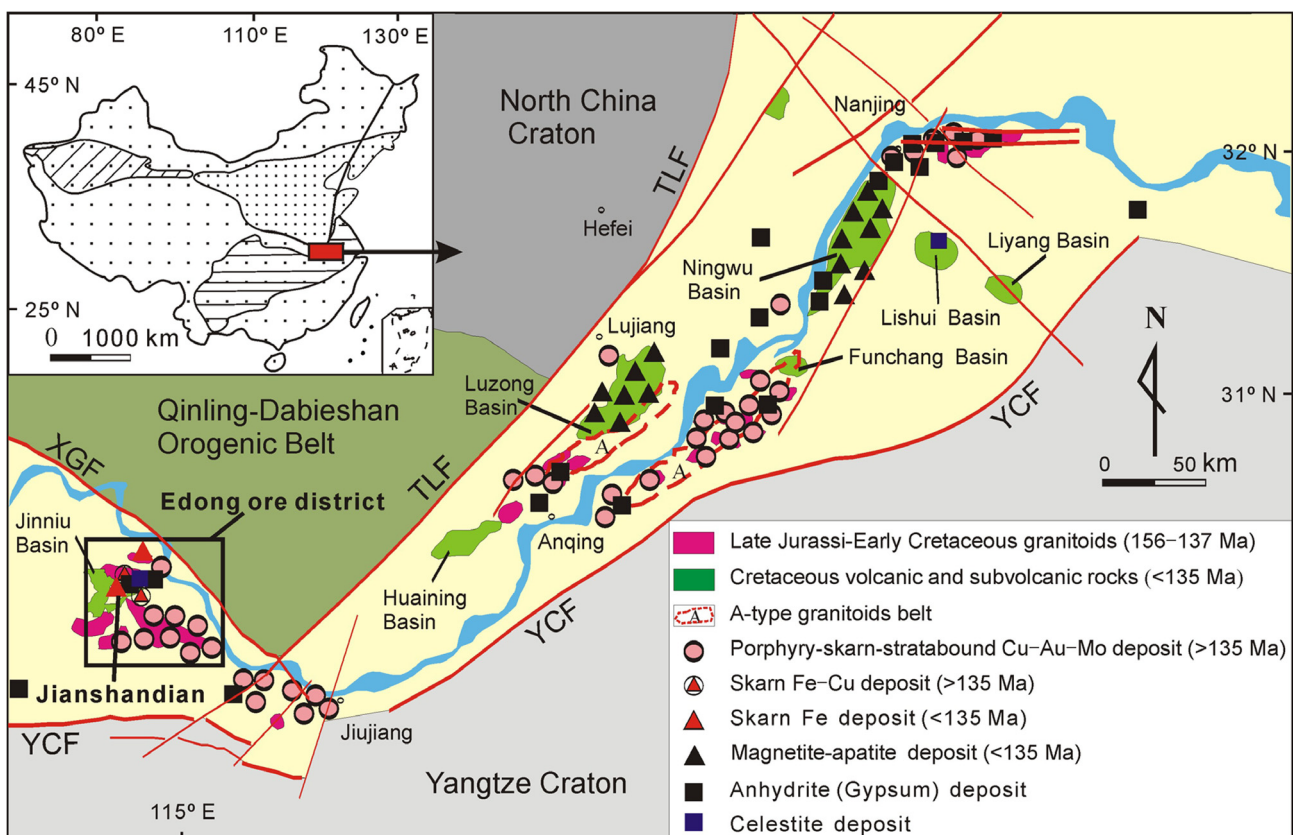 80° E
110° E
130° E
45° N
25° N
0 1000 km
North China
Craton
TLF
Hefei
Nanjing
32° N
Ningwu
Basin
Liyang Basin
Lishui Basin
Funchang Basin
N
31° N
Lujiang
Luzong
Basin
YCF
0 50 km
Qinling-Dabieshan
Orogenic Belt
XGF
TLF
A
A
Edong ore district
Jinniu
Basin
Anqing
Huaining
Basin
YCF
Jianshandian
YCF
Jiujiang
Yangtze Craton
115° E
Late Jurassi-Early Cretaceous granitoids (156−137 Ma)
Cretaceous volcanic and subvolcanic rocks (<135 Ma)
A
A-type granitoids belt
Porphyry-skarn-stratabound Cu−Au−Mo deposit (>135 Ma)
Skarn Fe−Cu deposit (>135 Ma)
Skarn Fe deposit (<135 Ma)
Magnetite-apatite deposit (<135 Ma)
Anhydrite (Gypsum) deposit
Celestite deposit